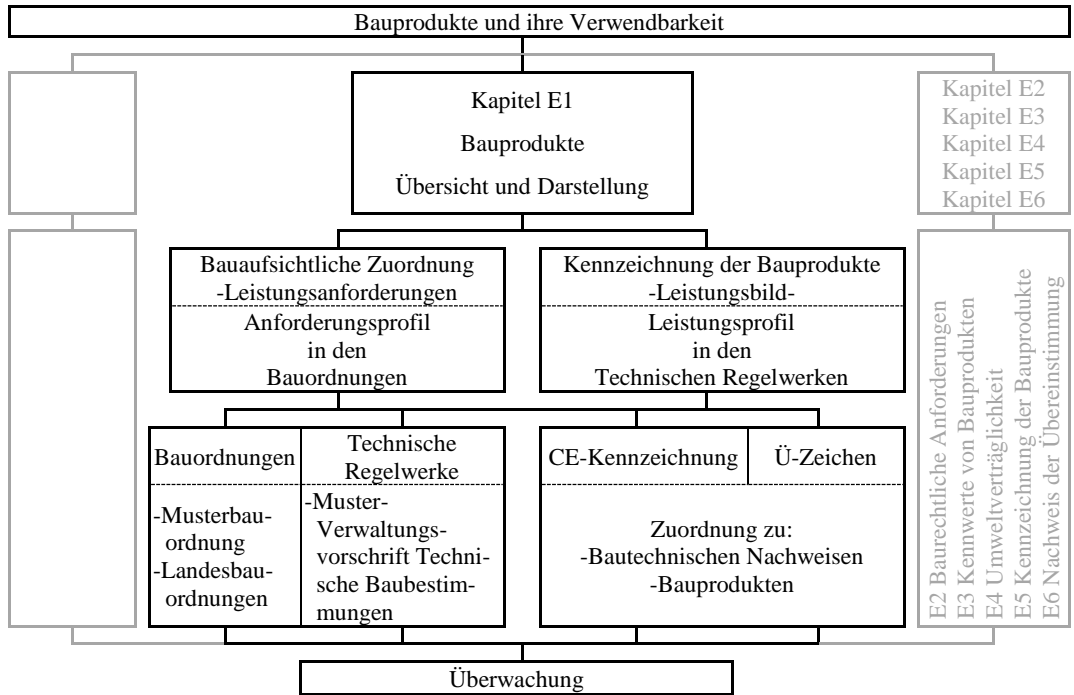 Bauprodukte und ihre Verwendbarkeit
Kapitel E1
Bauprodukte
Übersicht und Darstellung
Kapitel E2
Kapitel E3
Kapitel E4
Kapitel E5
Kapitel E6
Bauaufsichtliche Zuordnung
-Leistungsanforderungen
Anforderungsprofil
in den
Bauordnungen
Kennzeichnung der Bauprodukte
-Leistungsbild-
Leistungsprofil
in den
Technischen Regelwerken
Bauordnungen
-Musterbau-
ordnung
-Landesbau-
ordnungen
Technische
Regelwerke
-Muster-
Verwaltungs-
vorschrift Techni-
sche Baubestim-
mungen
CE-Kennzeichnung
Ü-Zeichen
Zuordnung zu:
-Bautechnischen Nachweisen
-Bauprodukten
E2 Baurechtliche Anforderungen
E3 Kennwerte von Bauprodukten
E4 Umweltverträglichkeit
E5 Kennzeichnung der Bauprodukte
E6 Nachweis der Übereinstimmung
Überwachung